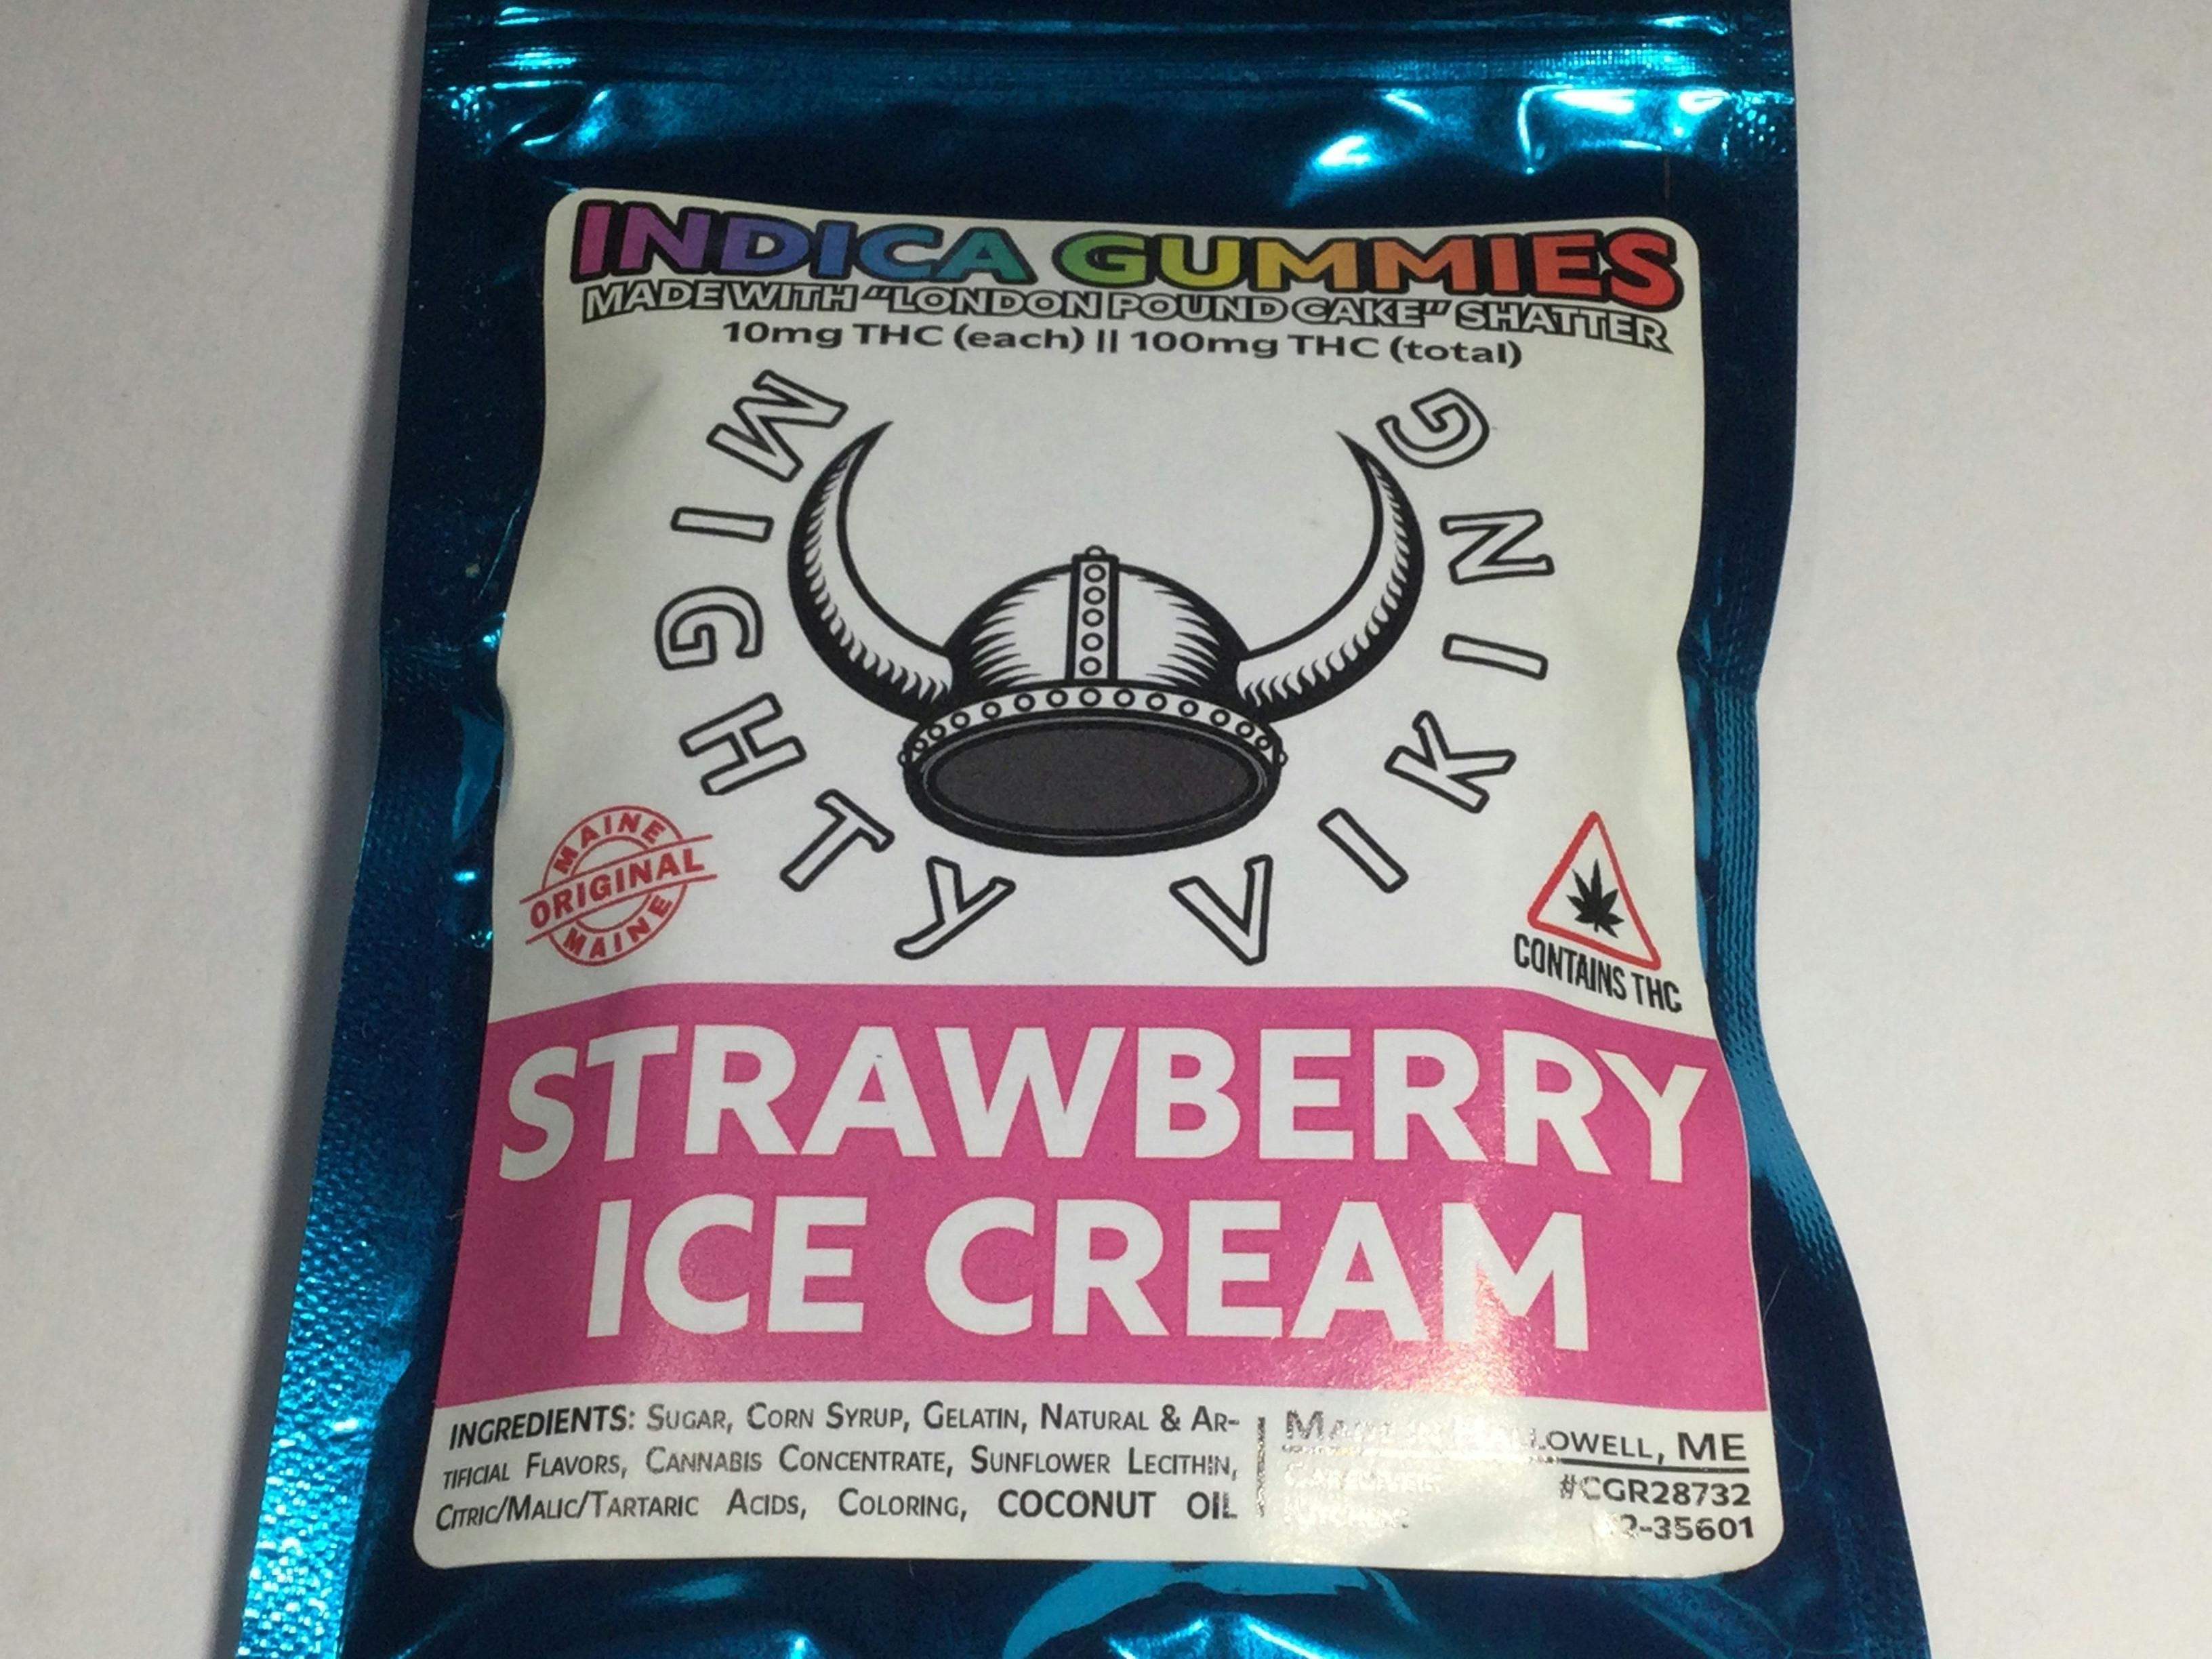 INDICA GUMMIES
MADE WITH "LONDON POUND CAKE" SHATTER
10mg THC (each) || 100mg THC (total)
MIGHTY VIKING
MAINE
ORIGINAL
MAINE
CONTAINS THC
STRAWBERRY
ICE CREAM
INGREDIENTS: SUGAR, CORN SYRUP, GELATIN, NATURAL & AR-
TIFICIAL FLAVORS, CANNABIS CONCENTRATE, SUNFLOWER LECITHIN,
CITRIC/MALIC/TARTARIC ACIDS, COLORING, COCONUT OIL
ME
#CGR28732